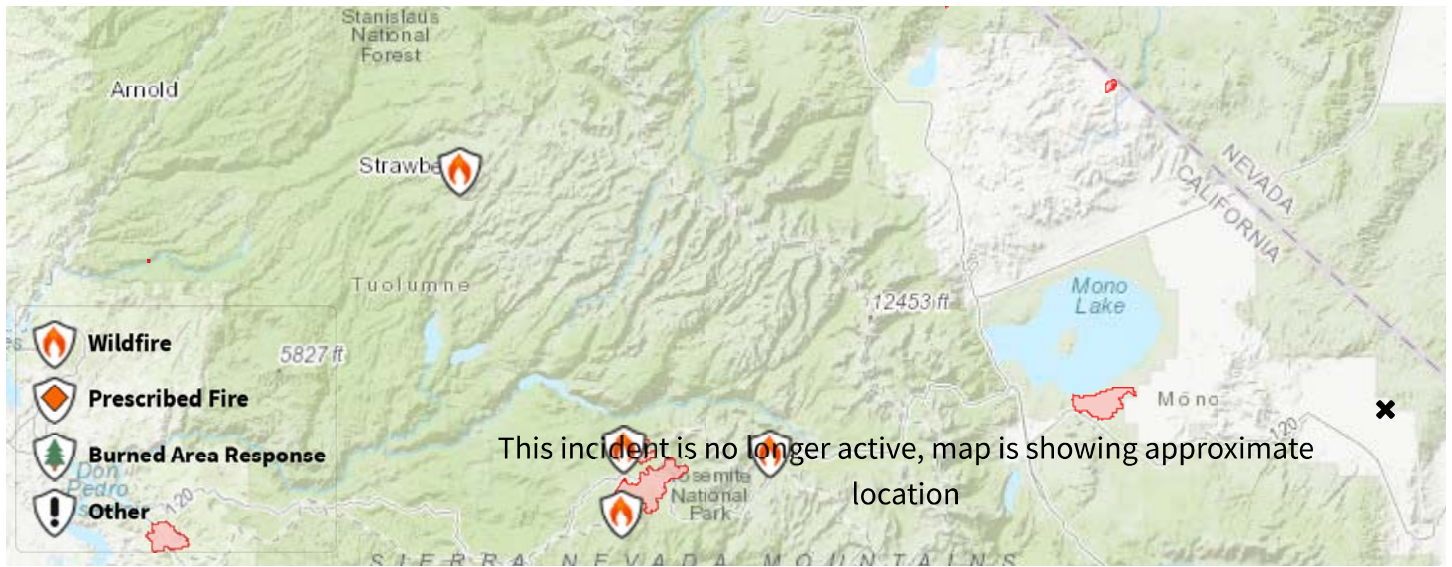 Stanislaus
National
Forest
Arnold
Strawbe
NEVADA
CALIFORNIA
Tuolumne
Mono
Lake
12453 ft
5827 ft
Wildfire
Prescribed Fire
Burned Area Response
Other
Don
Pedro
120
Mono
120
This incident is no longer active, map is showing approximate
location
National
Park
SIERRA NEVADA MOUNTAINS